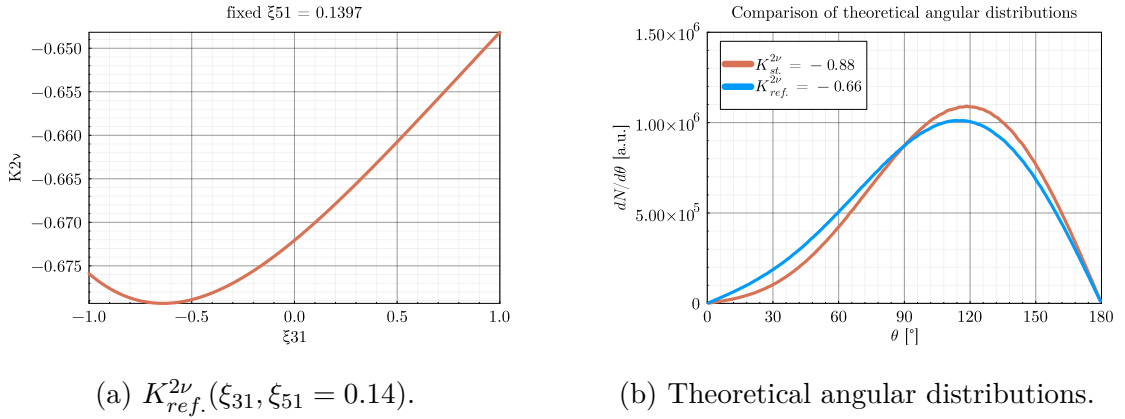 fixed ξ51 = 0.1397
K2ν
−0.650
−0.655
−0.660
−0.665
−0.670
−0.675
−1.0 −0.5 0.0 0.5 1.0
ξ31
(a) K^{2ν}_{ref.}(ξ31, ξ51 = 0.14).
Comparison of theoretical angular distributions
dN/dθ [a.u.]
1.50×10^6
1.00×10^6
5.00×10^5
0
K^{2ν}_{st.} = − 0.88
K^{2ν}_{ref.} = − 0.66
0 30 60 90 120 150 180
θ [°]
(b) Theoretical angular distributions.